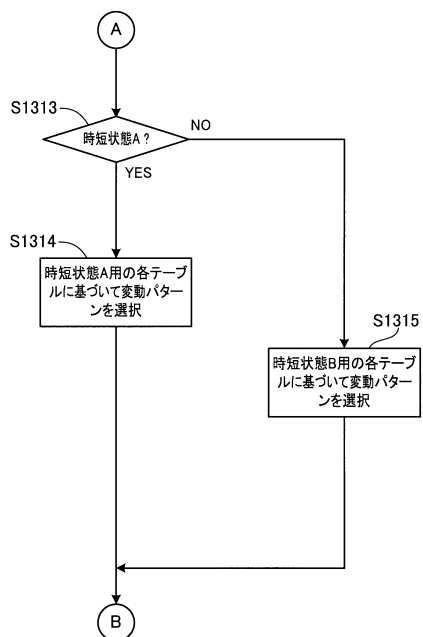 A
S1313
時短状態A？
NO
YES
S1314
時短状態A用の各テーブ
ルに基づいて変動パター
ンを選択
S1315
時短状態B用の各テーブ
ルに基づいて変動パター
ンを選択
B